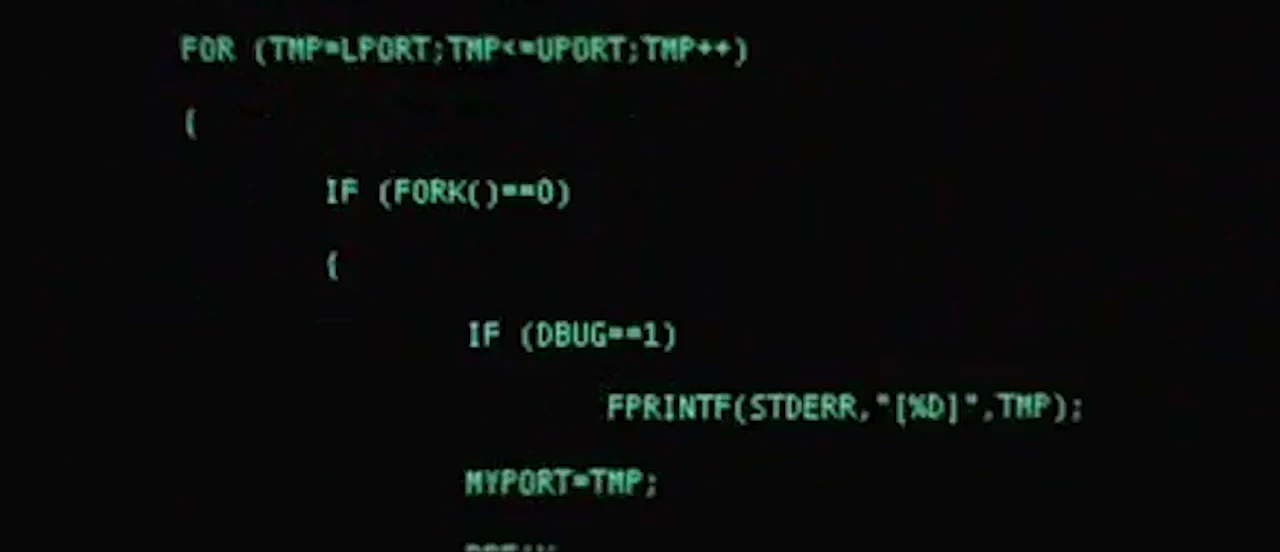 FOR (TMP=LPORT;TMP<=UPORT;TMP++)
{
IF (FORK()==0)
{
IF (DBUG==1)
FPRINTF(STDERR,"[%D]",TMP);
MYPORT=TMP;